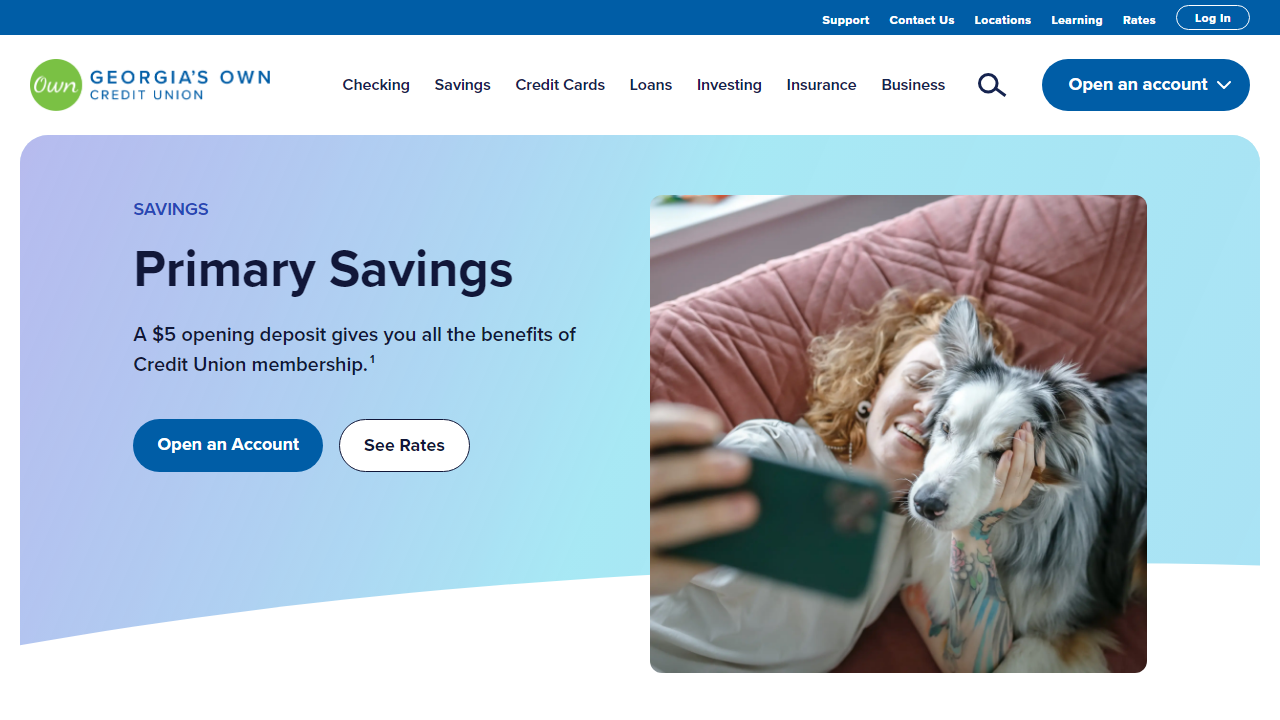 Support Contact Us Locations Learning Rates Log In
Own GEORGIA'S OWN
CREDIT UNION
Checking Savings Credit Cards Loans Investing Insurance Business Open an account
SAVINGS
Primary Savings
A $5 opening deposit gives you all the benefits of
Credit Union membership.¹
Open an Account See Rates